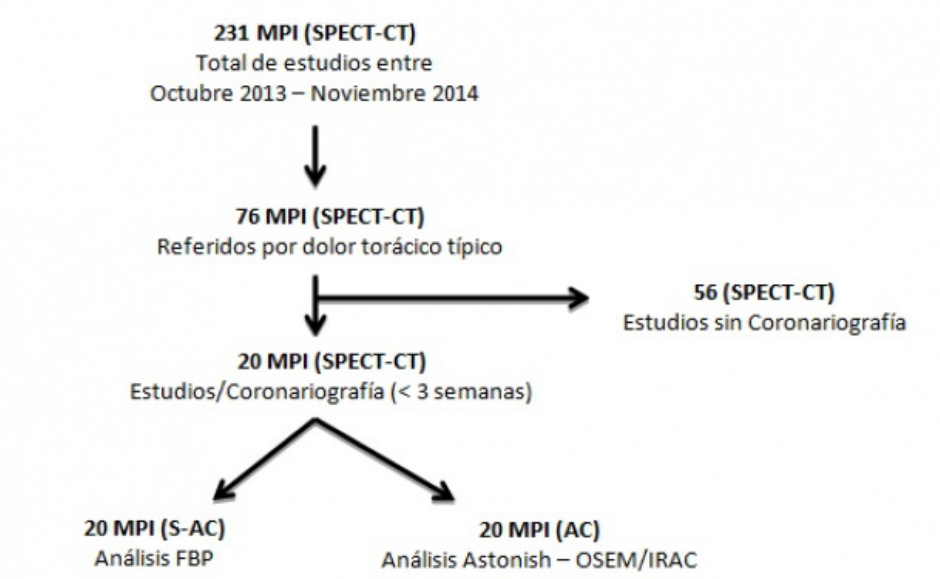 231 MPI (SPECT-CT)
Total de estudios entre
Octubre 2013 – Noviembre 2014
76 MPI (SPECT-CT)
Referidos por dolor torácico típico
56 (SPECT-CT)
Estudios sin Coronariografía
20 MPI (SPECT-CT)
Estudios/Coronariografía (< 3 semanas)
20 MPI (S-AC)
Análisis FBP
20 MPI (AC)
Análisis Astonish – OSEM/IRAC